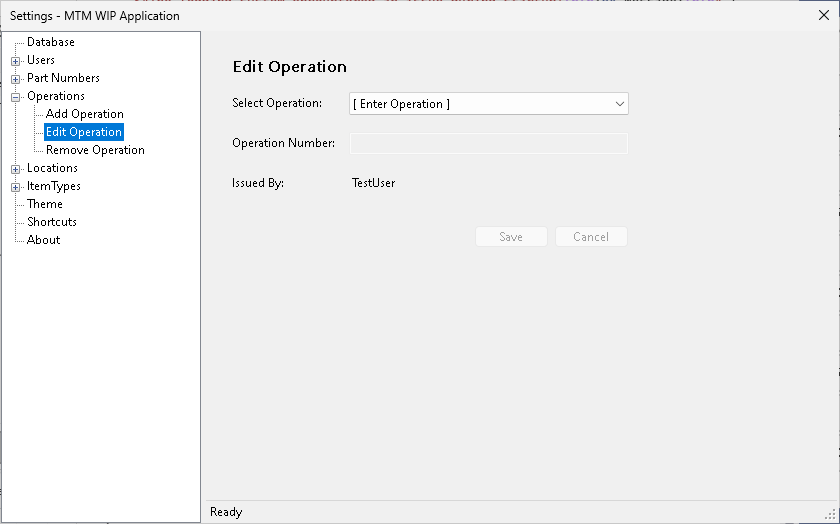 Settings - MTM WIP Application
Database
Users
Part Numbers
Operations
Add Operation
Edit Operation
Remove Operation
Locations
ItemTypes
Theme
Shortcuts
About
Edit Operation
Select Operation: [ Enter Operation ]
Operation Number:
Issued By: TestUser
Save Cancel
Ready